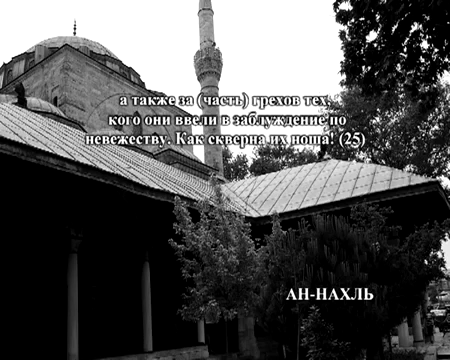 а также за (часть) грехов тех,
кого они ввели в заблуждение по
невежеству. Как скверна их ноша! (25)
АН-НАХЛЬ